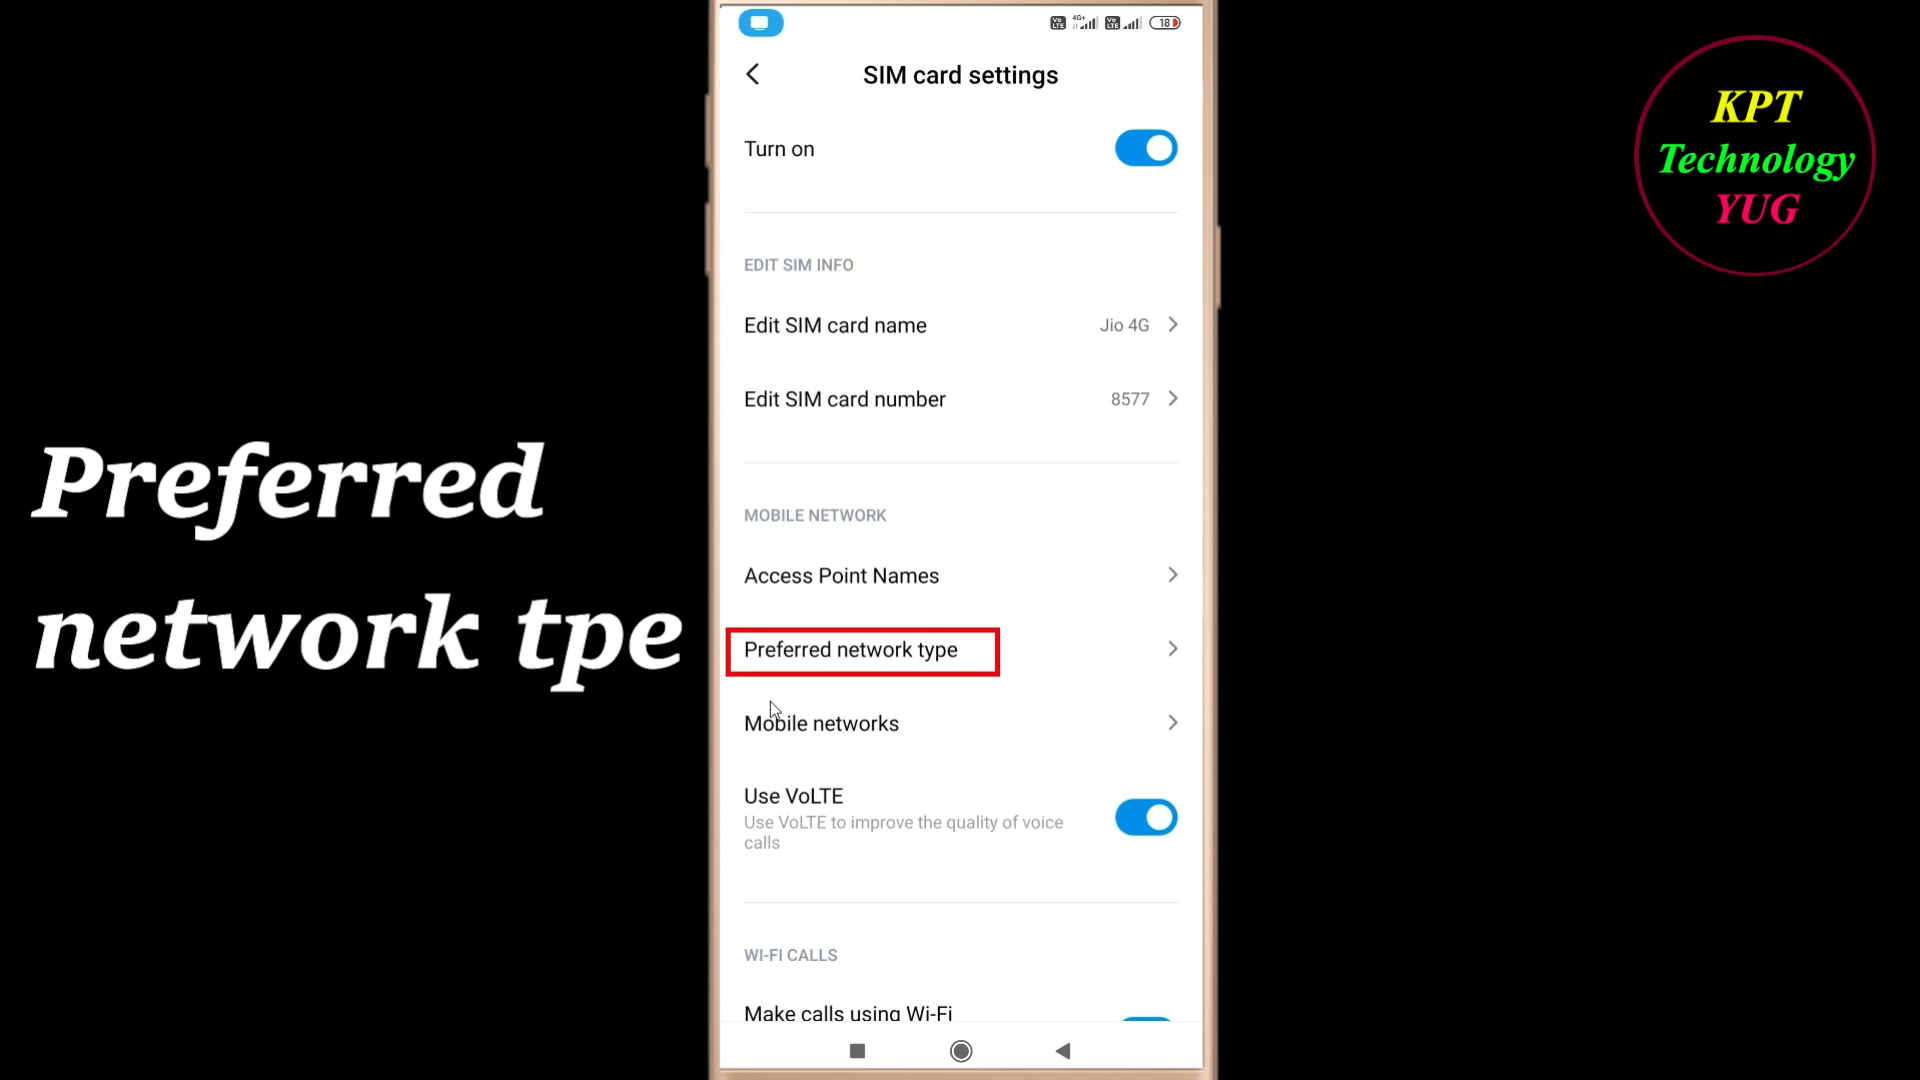 18
SIM card settings
Turn on
EDIT SIM INFO
Edit SIM card name Jio 4G
Edit SIM card number 8577
MOBILE NETWORK
Access Point Names
Preferred network type
Mobile networks
Use VoLTE
Use VoLTE to improve the quality of voice
calls
WI-FI CALLS
Make calls using Wi-Fi
Preferred
network tpe
KPT
Technology
YUG